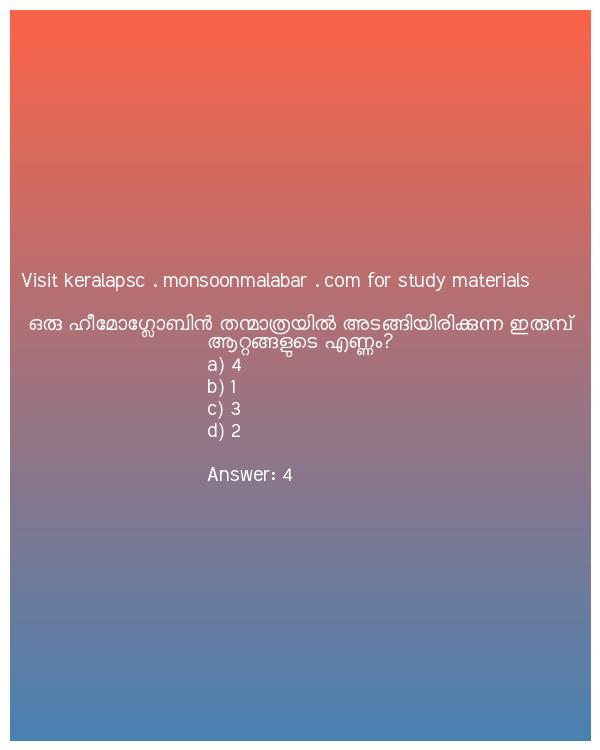 Visit keralapsc . monsoonmalabar . com for study materials
ഒരു ഹീമോഗ്ലോബിൻ തന്മാത്രയിൽ അടങ്ങിയിരിക്കുന്ന ഇരുമ്പ്
ആറ്റങ്ങളുടെ എണ്ണം?
a) 4
b) 1
c) 3
d) 2
Answer: 4